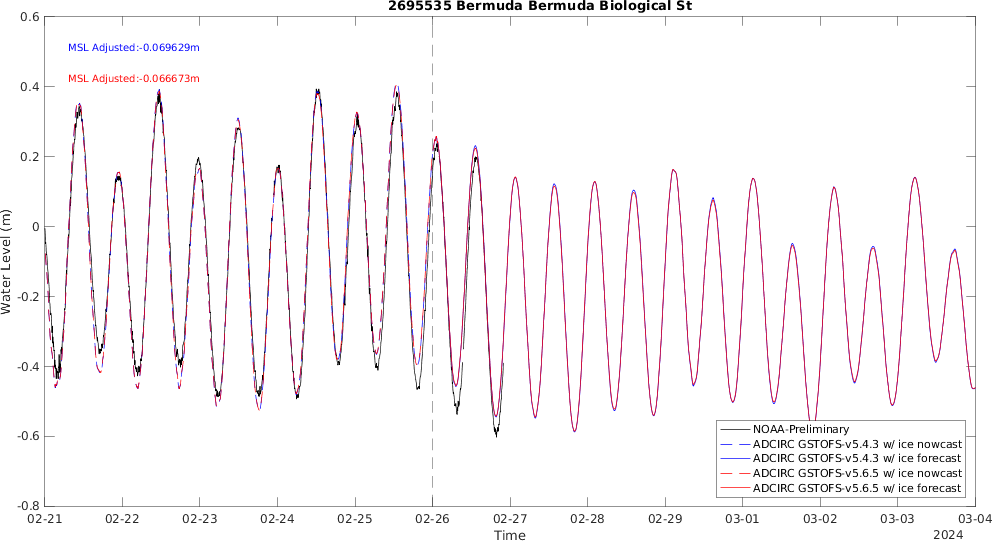 2695535 Bermuda Bermuda Biological St
MSL Adjusted:-0.069629m
MSL Adjusted:-0.066673m
Water Level (m)
0.6
0.4
0.2
0
-0.2
-0.4
-0.6
-0.8
NOAA-Preliminary
ADCIRC GSTOFS-v5.4.3 w/ ice nowcast
ADCIRC GSTOFS-v5.4.3 w/ ice forecast
ADCIRC GSTOFS-v5.6.5 w/ ice nowcast
ADCIRC GSTOFS-v5.6.5 w/ ice forecast
02-21 02-22 02-23 02-24 02-25 02-26 02-27 02-28 02-29 03-01 03-02 03-03 03-04
Time
2024